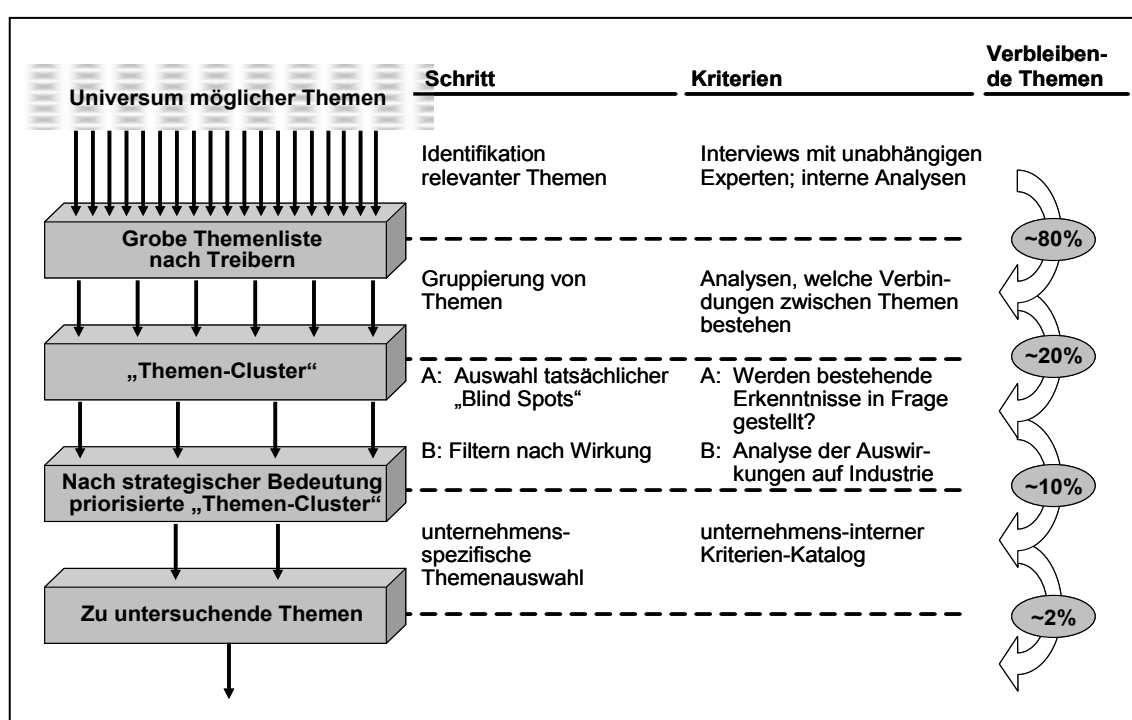 Verbleiben-
de Themen
Schritt
Kriterien
Universum möglicher Themen
Identifikation
relevanter Themen
Interviews mit unabhängigen
Experten; interne Analysen
Grobe Themenliste
nach Treibern
~80%
Gruppierung von
Themen
Analysen, welche Verbin-
dungen zwischen Themen
bestehen
„Themen-Cluster“
~20%
A: Auswahl tatsächlicher
„Blind Spots“
A: Werden bestehende
Erkenntnisse in Frage
gestellt?
B: Filtern nach Wirkung
B: Analyse der Auswir-
kungen auf Industrie
Nach strategischer Bedeutung
priorisierte „Themen-Cluster“
~10%
unternehmens-
spezifische
Themenauswahl
unternehmens-interner
Kriterien-Katalog
Zu untersuchende Themen
~2%